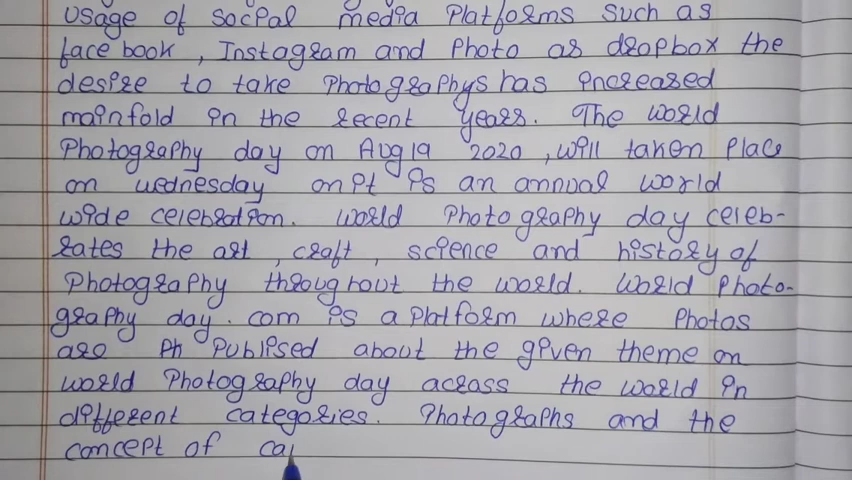 Usage of social media Platforms such as
face book , Instagram and Photo as dropbox the
desire to take Photographys has increased
mainfold in the recent years. The world
Photography day on Aug 19 2020 , will taken Place
on wednesday on it is an annual world
wide celebration. World Photography day celeb-
rates the art , craft , science and history of
Photography throughout the world. World Photo-
graphy day . com is a Platform where Photos
are Ph Publised about the given theme on
world Photography day across the world in
different categories. Photographs and the
concept of ca